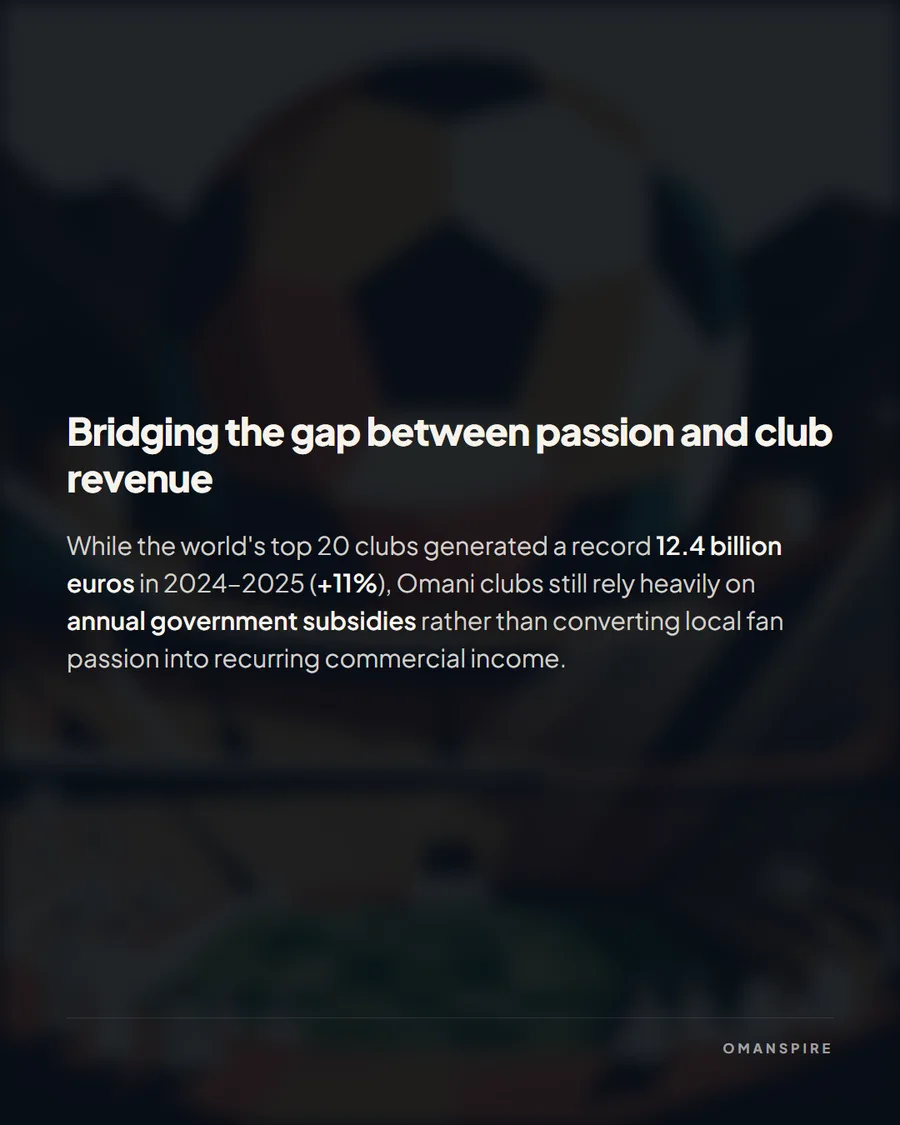 Bridging the gap between passion and club
revenue
While the world's top 20 clubs generated a record 12.4 billion
euros in 2024–2025 (+11%), Omani clubs still rely heavily on
annual government subsidies rather than converting local fan
passion into recurring commercial income.
OMANSPIRE